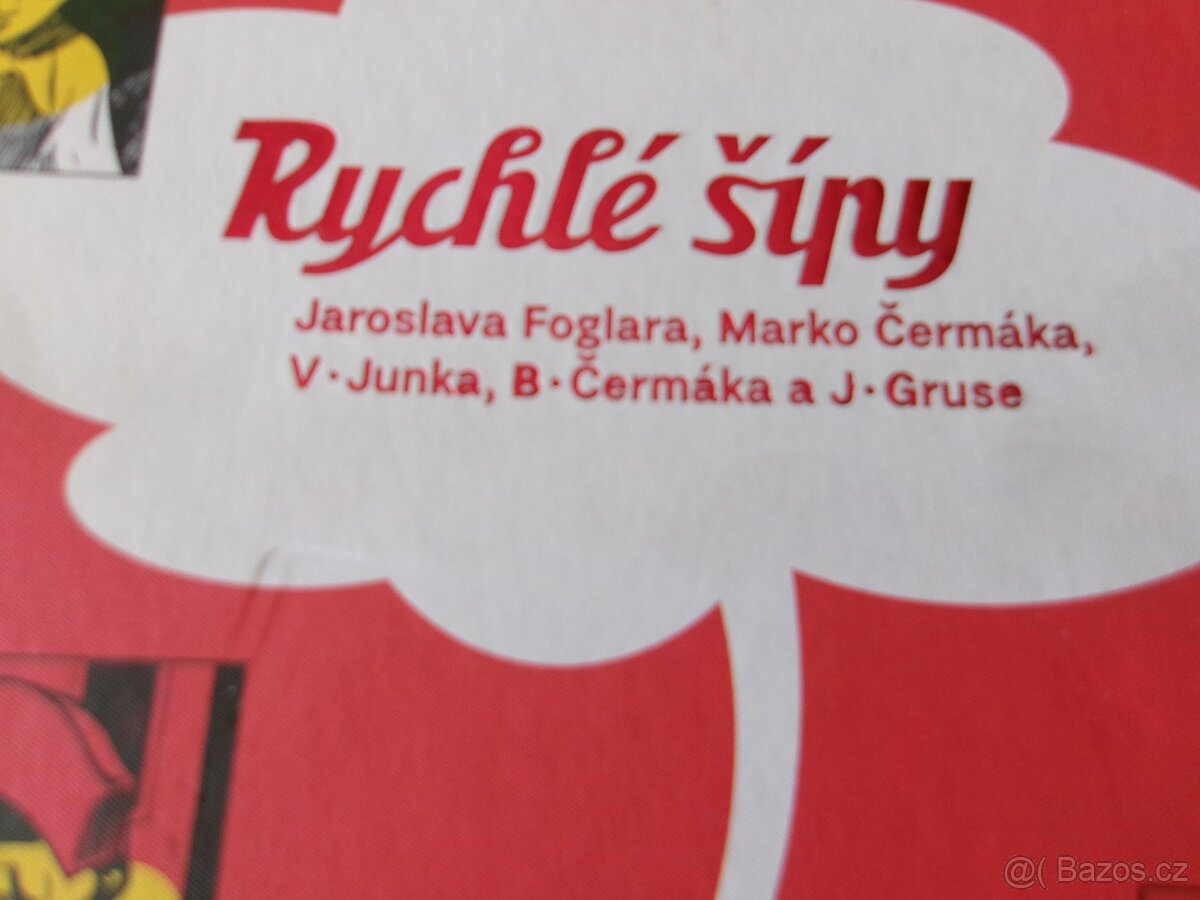 Rychlé šípy
Jaroslava Foglara, Marko Čermáka,
V·Junka, B·Čermáka a J·Gruse
@( Bazos.cz